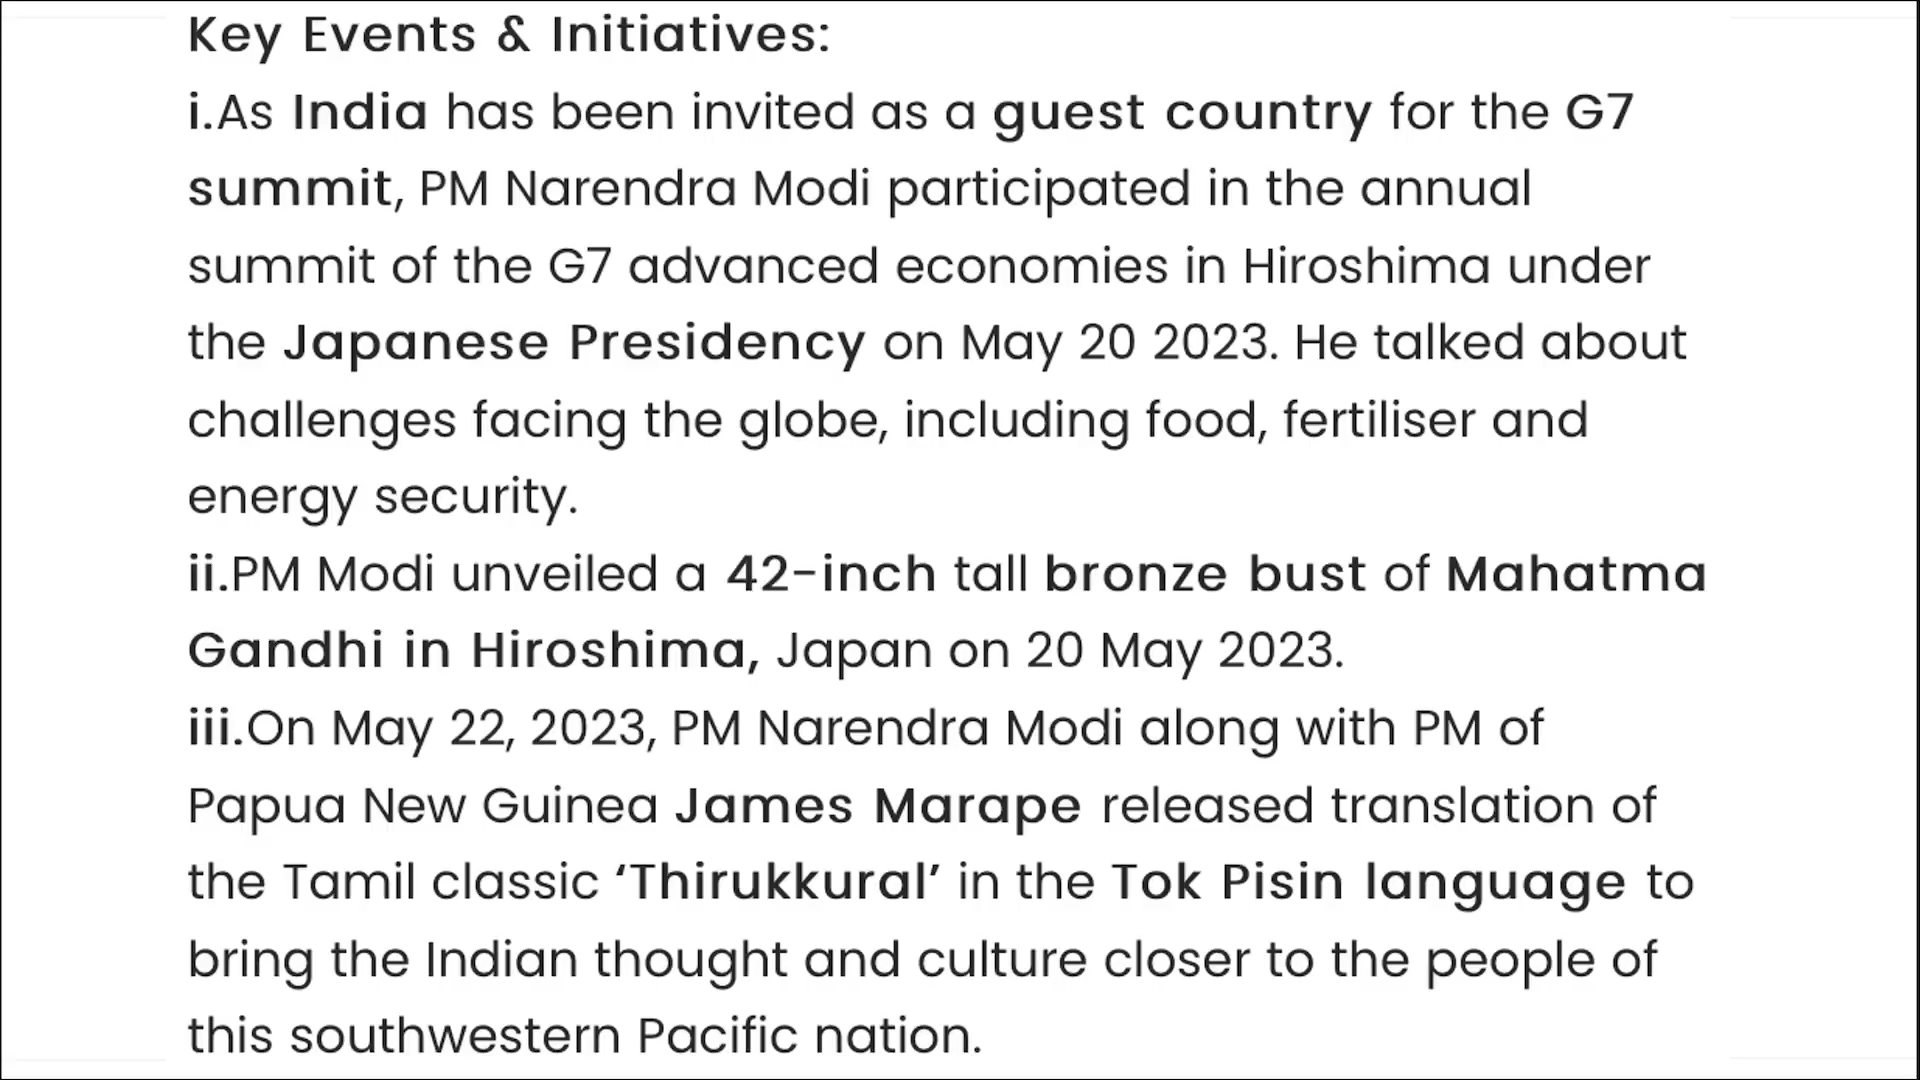 Key Events & Initiatives:
i.As India has been invited as a guest country for the G7
summit, PM Narendra Modi participated in the annual
summit of the G7 advanced economies in Hiroshima under
the Japanese Presidency on May 20 2023. He talked about
challenges facing the globe, including food, fertiliser and
energy security.
ii.PM Modi unveiled a 42-inch tall bronze bust of Mahatma
Gandhi in Hiroshima, Japan on 20 May 2023.
iii.On May 22, 2023, PM Narendra Modi along with PM of
Papua New Guinea James Marape released translation of
the Tamil classic ‘Thirukkural’ in the Tok Pisin language to
bring the Indian thought and culture closer to the people of
this southwestern Pacific nation.